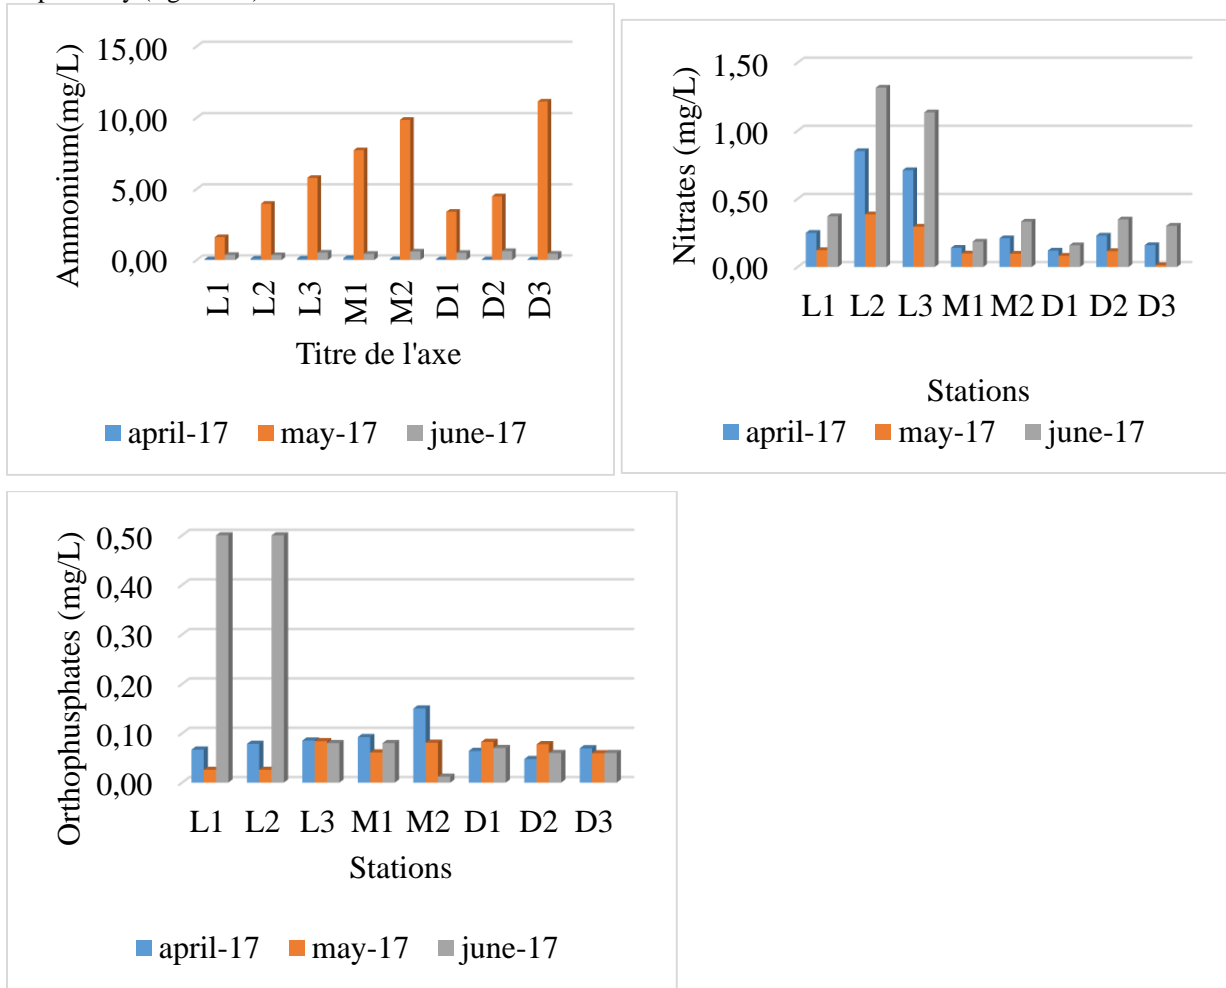 15,00
10,00
5,00
0,00
Ammonium(mg/L)
L1 L2 L3 M1 M2 D1 D2 D3
Titre de l'axe
april-17 may-17 june-17
1,50
1,00
0,50
0,00
Nitrates (mg/L)
L1 L2 L3 M1 M2 D1 D2 D3
Stations
april-17 may-17 june-17
0,50
0,40
0,30
0,20
0,10
0,00
Orthophusphates (mg/L)
L1 L2 L3 M1 M2 D1 D2 D3
Stations
april-17 may-17 june-17